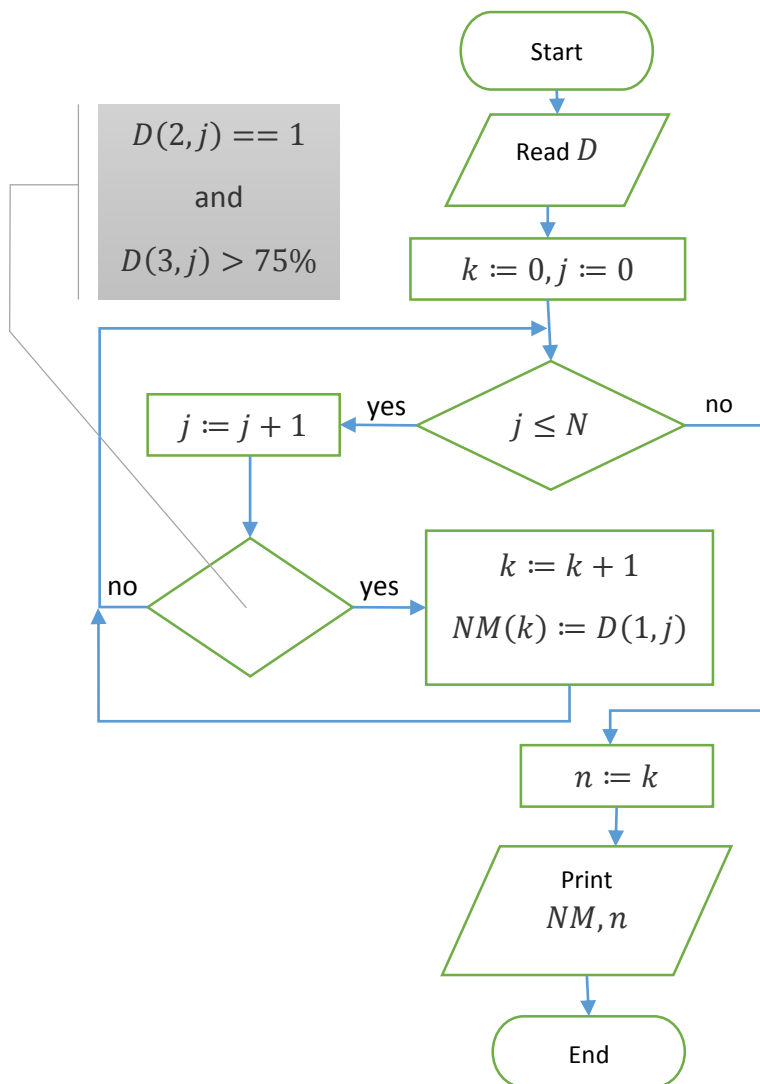 Start
Read D
k ≔ 0, j ≔ 0
D(2, j) == 1
and
D(3, j) > 75%
j ≤ N
yes
no
j ≔ j + 1
no
yes
k ≔ k + 1
NM(k) ≔ D(1, j)
n ≔ k
Print
NM, n
End